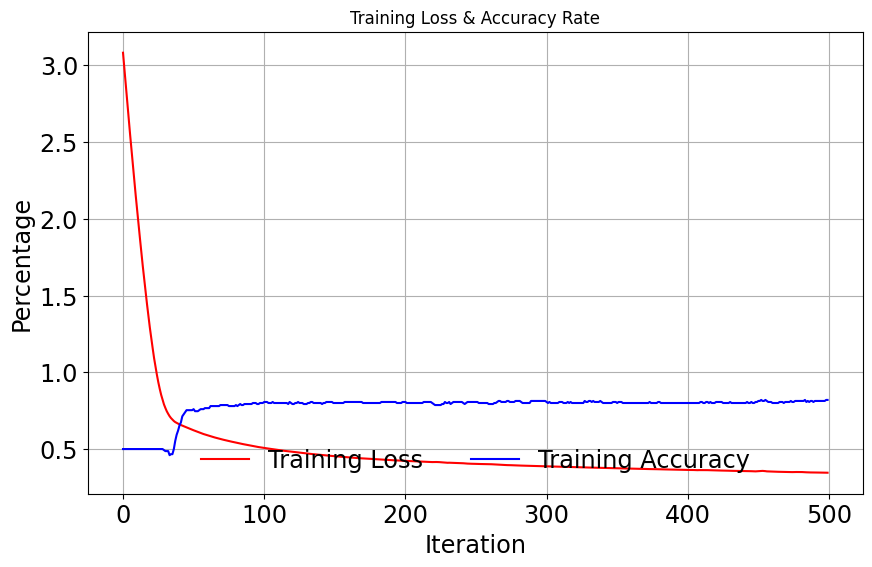 Training Loss & Accuracy Rate
3.0
2.5
2.0
1.5
1.0
0.5
Percentage
Training Loss Training Accuracy
0 100 200 300 400 500
Iteration